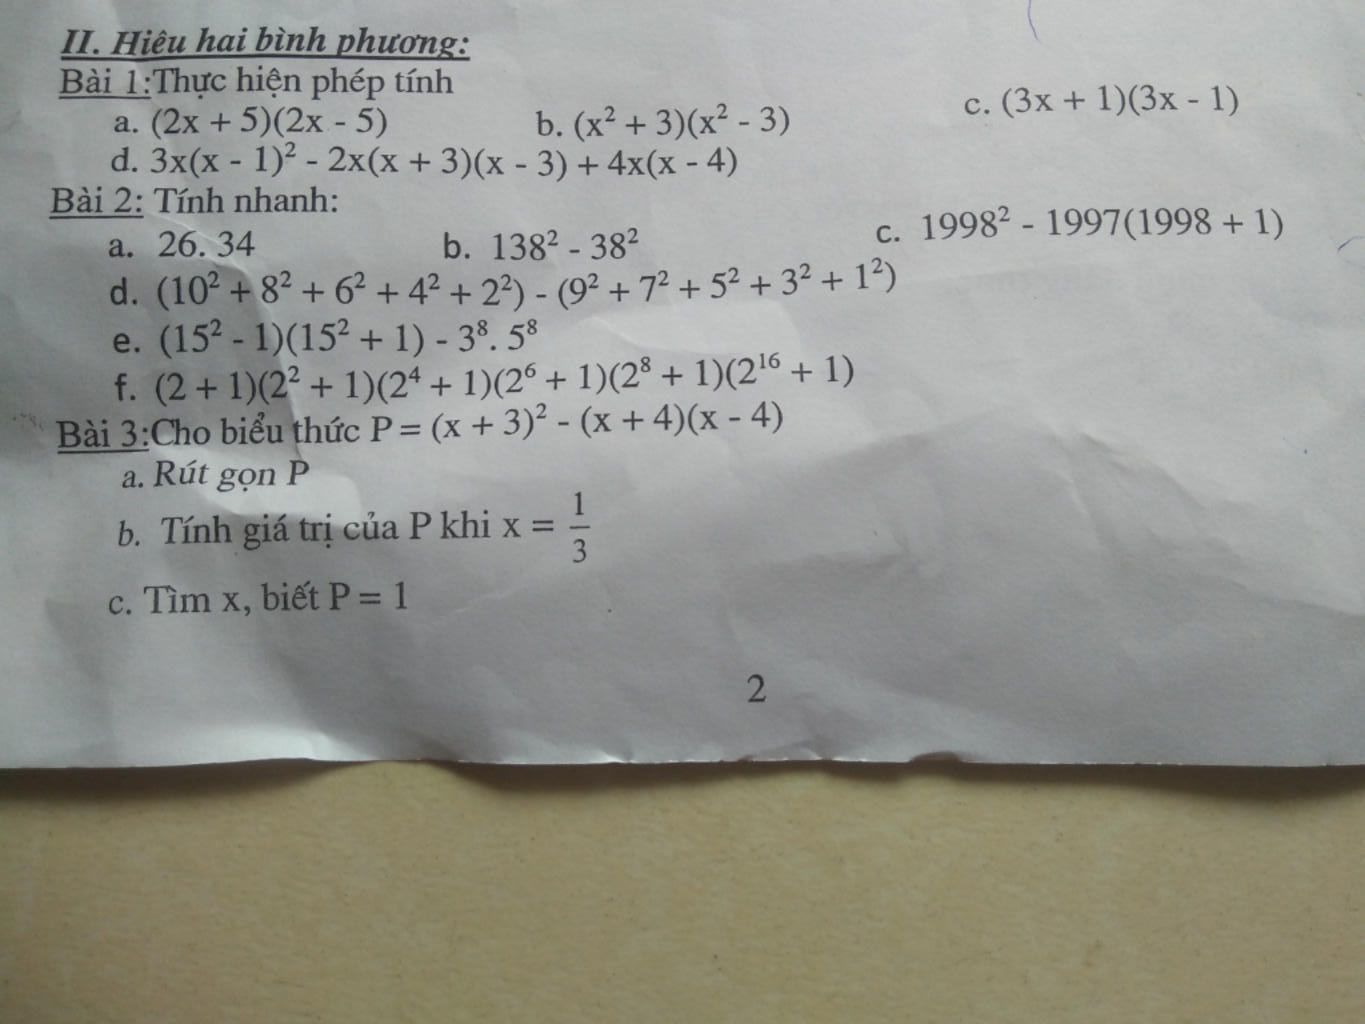 II. Hiêu hai bình phương:
Bài 1:Thực hiện phép tính
a. (2x + 5)(2x - 5) b. (x² + 3)(x² - 3) c. (3x + 1)(3x - 1)
d. 3x(x - 1)² - 2x(x + 3)(x - 3) + 4x(x - 4)
Bài 2: Tính nhanh:
a. 26. 34 b. 138² - 38² c. 1998² - 1997(1998 + 1)
d. (10² + 8² + 6² + 4² + 2²) - (9² + 7² + 5² + 3² + 1²)
e. (15² - 1)(15² + 1) - 3⁸. 5⁸
f. (2 + 1)(2² + 1)(2⁴ + 1)(2⁶ + 1)(2⁸ + 1)(2¹⁶ + 1)
Bài 3:Cho biểu thức P = (x + 3)² - (x + 4)(x - 4)
a. Rút gọn P
b. Tính giá trị của P khi x = 1/3
c. Tìm x, biết P = 1
2